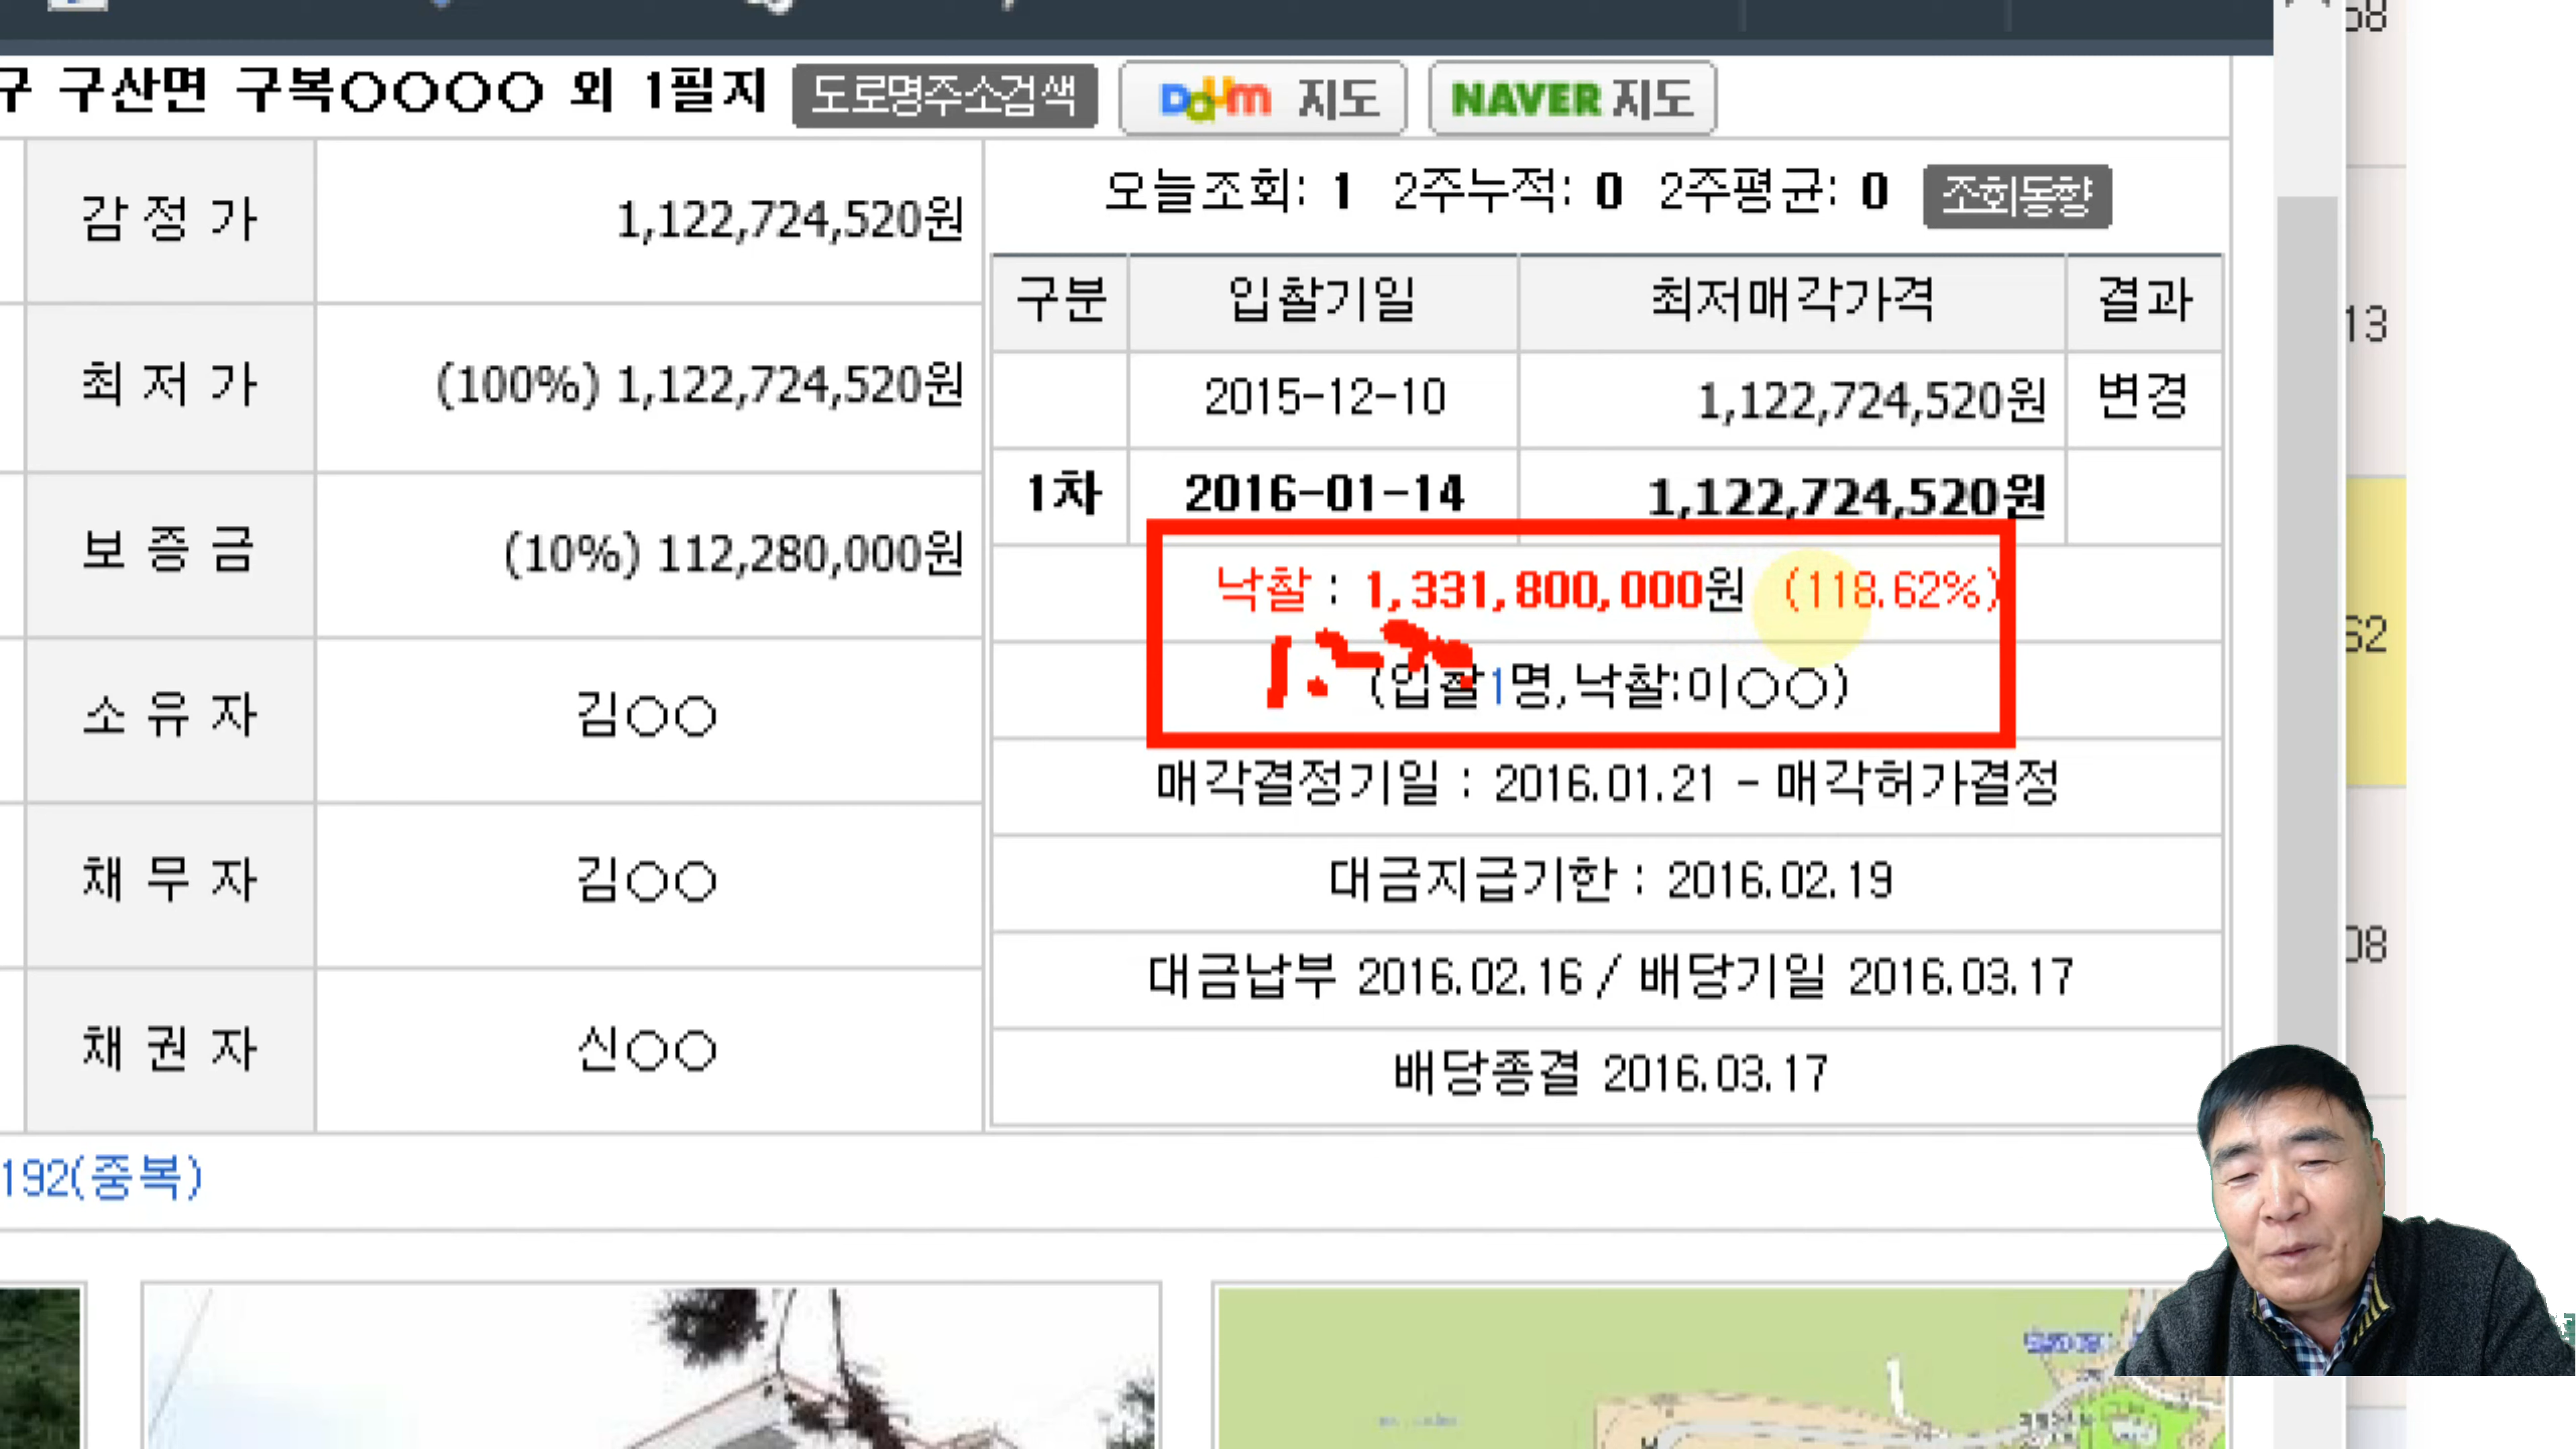 구산면 구복○○○○ 외 1필지 도로명주소검색 Daum 지도 NAVER 지도
감정가 1,122,724,520원
최저가 (100%) 1,122,724,520원
보증금 (10%) 112,280,000원
소유자 김○○
채무자 김○○
채권자 신○○
오늘조회: 1 2주누적: 0 2주평균: 0 조회동향
구분 입찰기일 최저매각가격 결과
2015-12-10 1,122,724,520원 변경
1차 2016-01-14 1,122,724,520원
낙찰 : 1,331,800,000원 (118.62%)
(입찰1명,낙찰:이○○)
매각결정기일 : 2016.01.21 - 매각허가결정
대금지급기한 : 2016.02.19
대금납부 2016.02.16 / 배당기일 2016.03.17
배당종결 2016.03.17
192(중복)
13